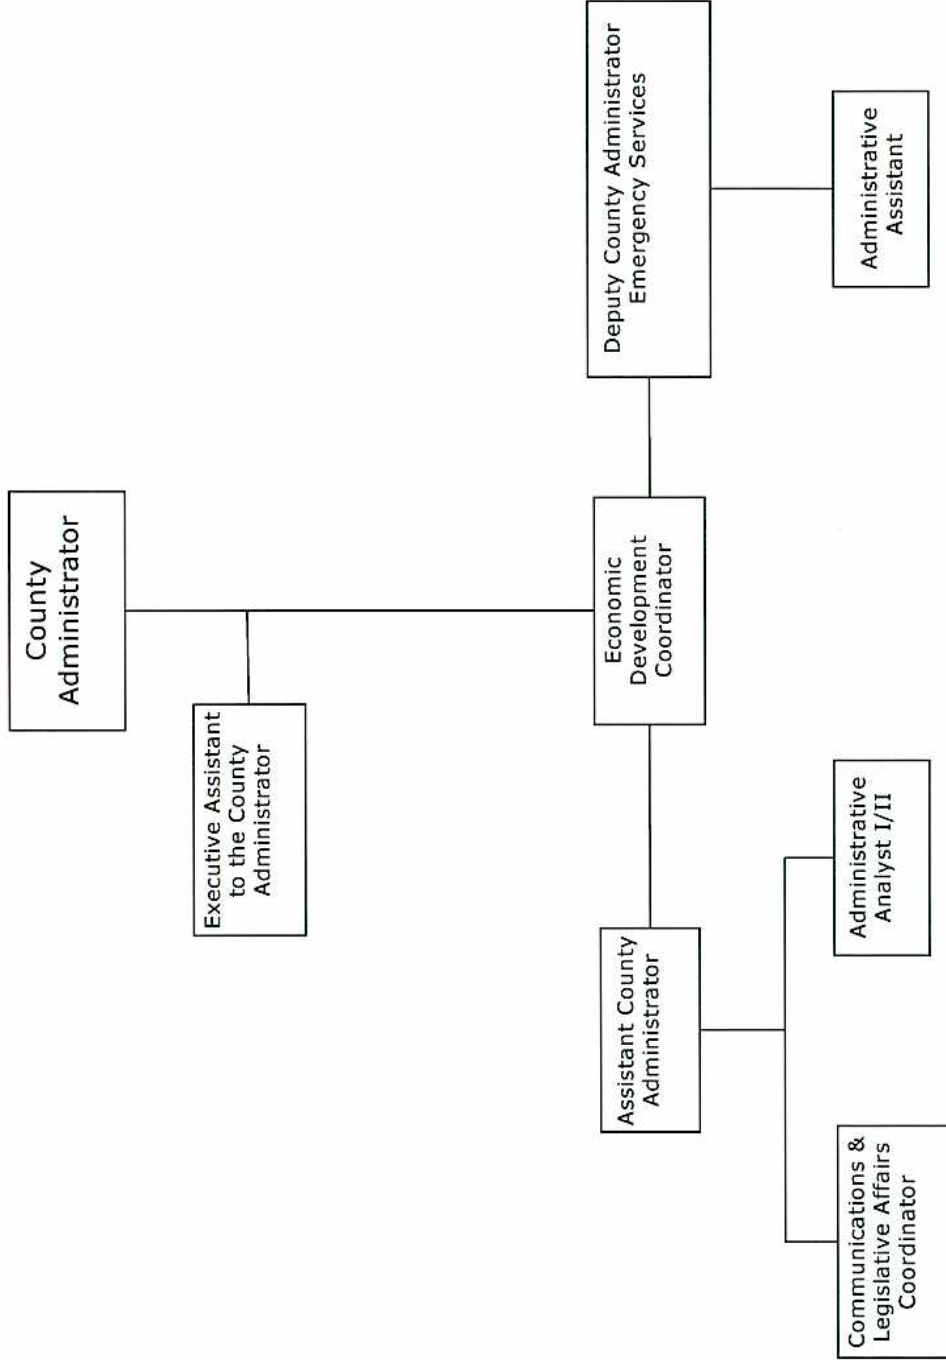 County
Administrator
Executive Assistant
to the County
Administrator
Assistant County
Administrator
Economic
Development
Coordinator
Deputy County Administrator
Emergency Services
Communications &
Legislative Affairs
Coordinator
Administrative
Analyst I/II
Administrative
Assistant